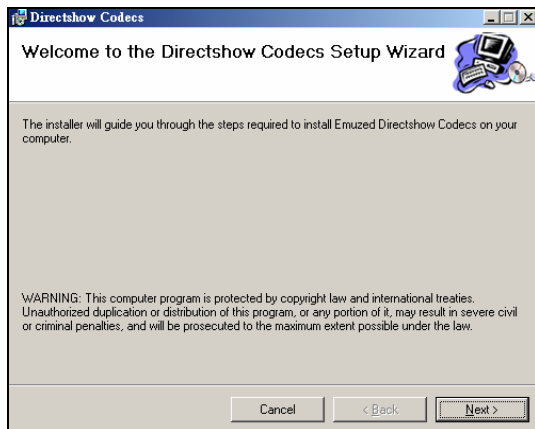 Directshow Codecs
Welcome to the Directshow Codecs Setup Wizard
The installer will guide you through the steps required to install Emuzed Directshow Codecs on your
computer.
WARNING: This computer program is protected by copyright law and international treaties.
Unauthorized duplication or distribution of this program, or any portion of it, may result in severe civil
or criminal penalties, and will be prosecuted to the maximum extent possible under the law.
Cancel
< Back
Next >